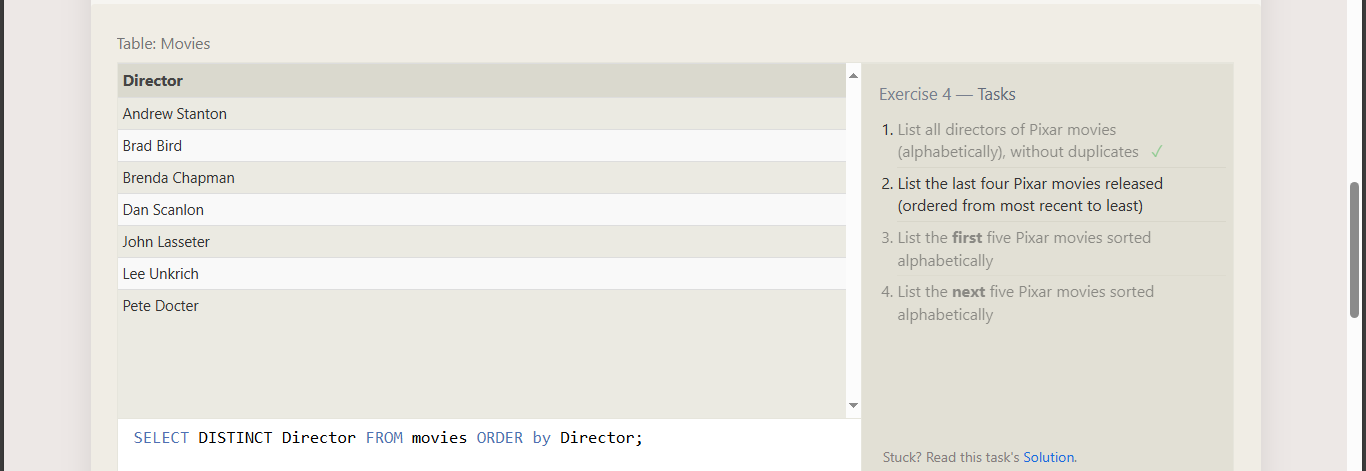 Table: Movies
Director
Andrew Stanton
Brad Bird
Brenda Chapman
Dan Scanlon
John Lasseter
Lee Unkrich
Pete Docter
SELECT DISTINCT Director FROM movies ORDER by Director;
Exercise 4 — Tasks
1. List all directors of Pixar movies
(alphabetically), without duplicates ✓
2. List the last four Pixar movies released
(ordered from most recent to least)
3. List the first five Pixar movies sorted
alphabetically
4. List the next five Pixar movies sorted
alphabetically
Stuck? Read this task's Solution.